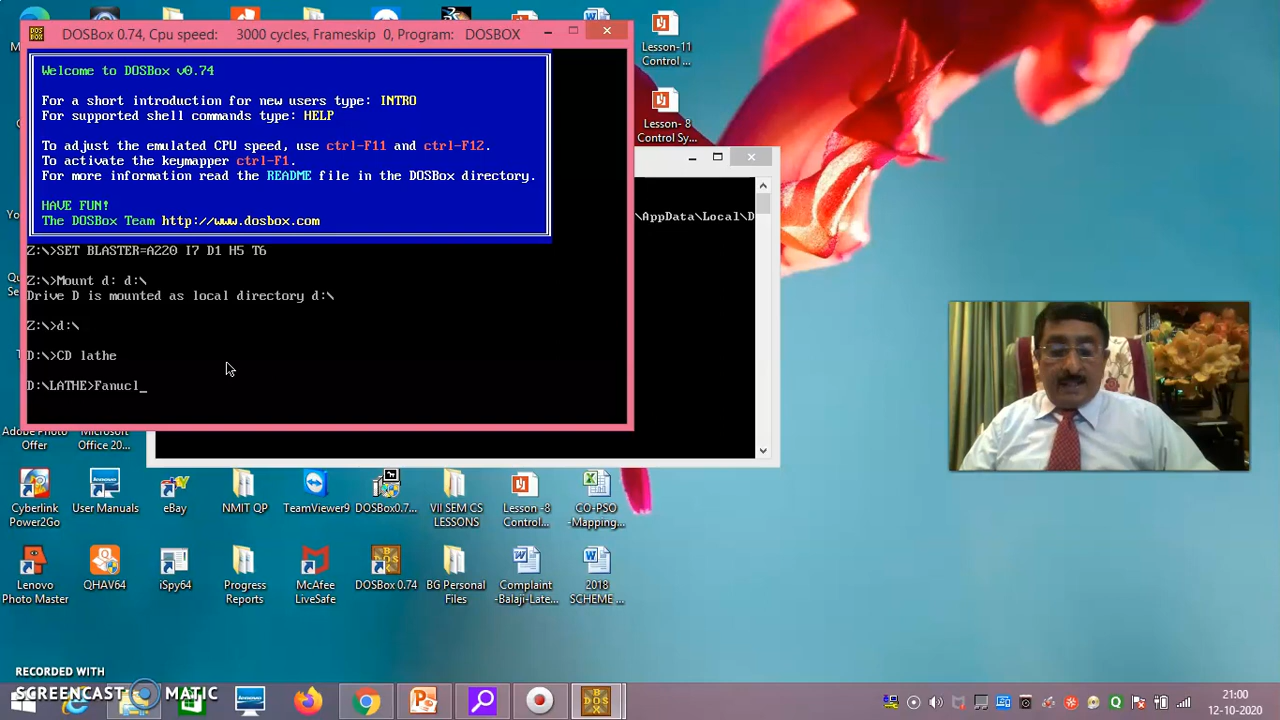 DOSBox 0.74, Cpu speed: 3000 cycles, Frameskip 0, Program: DOSBOX
Welcome to DOSBox v0.74
For a short introduction for new users type: INTRO
For supported shell commands type: HELP
To adjust the emulated CPU speed, use ctrl-F11 and ctrl-F12.
To activate the keymapper ctrl-F1.
For more information read the README file in the DOSBox directory.
HAVE FUN!
The DOSBox Team http://www.dosbox.com
Z:\>SET BLASTER=A220 I7 D1 H5 T6
Z:\>Mount d: d:\
Drive D is mounted as local directory d:\
Z:\>d:\
D:\>CD lathe
D:\LATHE>Fanucl_
\AppData\Local\D
Lesson-11
Control ...
Lesson- 8
Control Sy...
Adobe Photo
Offer
Microsoft
Office 20...
Cyberlink
Power2Go
User Manuals
eBay
NMIT QP
TeamViewer9
DOSBox0.7...
VII SEM CS
LESSONS
Lesson -8
Control...
CO-PSO
-Mapping...
Lenovo
Photo Master
QHAV64
iSpy64
Progress
Reports
McAfee
LiveSafe
DOSBox 0.74
BG Personal
Files
Complaint
-Balaji-Late...
2018
SCHEME ...
RECORDED WITH
SCREENCAST MATIC
21:00
12-10-2020